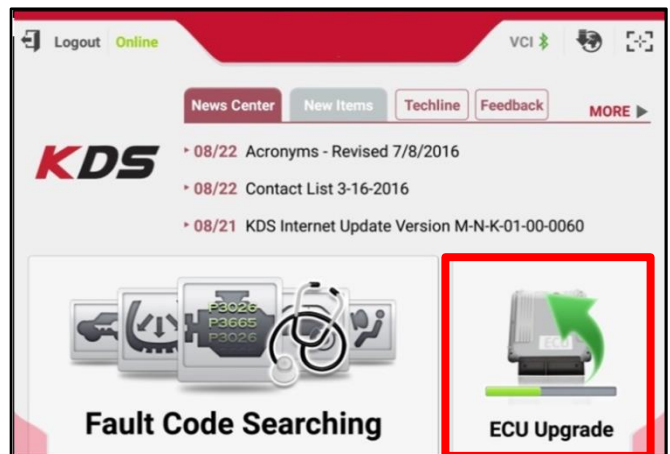 Logout Online VCI
News Center New Items Techline Feedback MORE
KDS
08/22 Acronyms - Revised 7/8/2016
08/22 Contact List 3-16-2016
08/21 KDS Internet Update Version M-N-K-01-00-0060
P3026
P3665
P3026
ECU
Fault Code Searching
ECU Upgrade